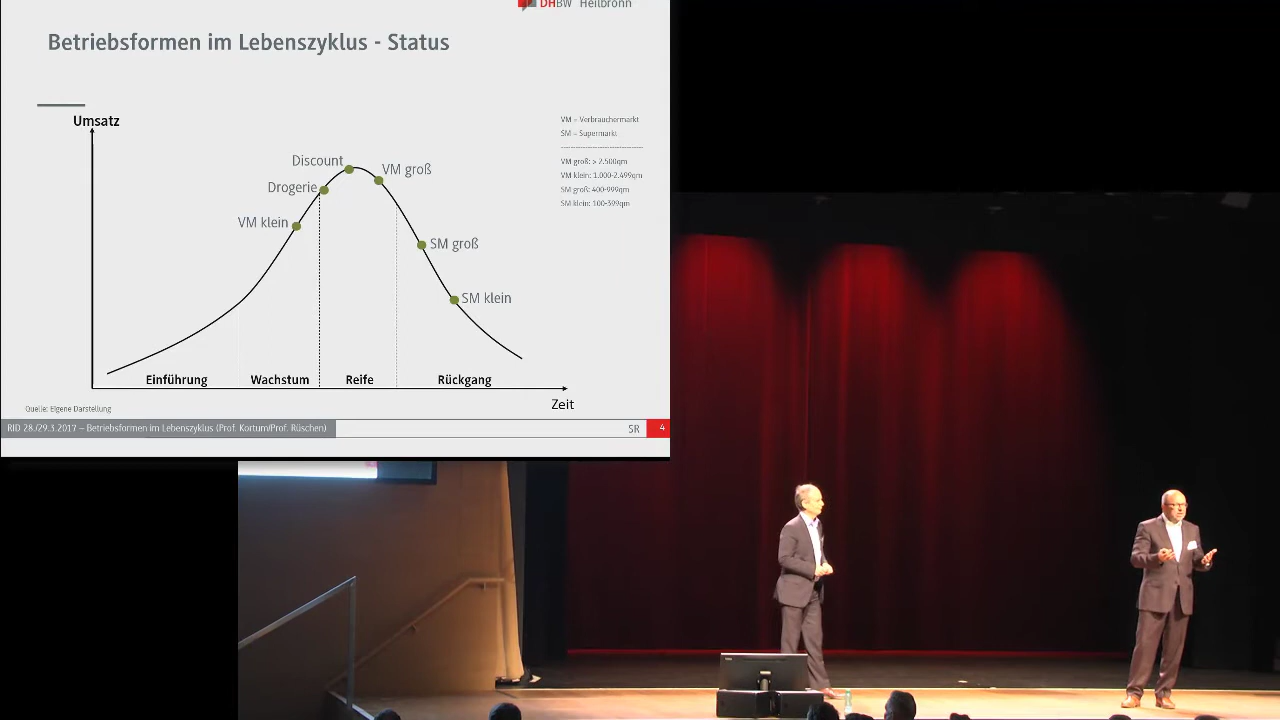 DHBW Heilbronn
Betriebsformen im Lebenszyklus - Status
Umsatz
VM = Verbrauchermarkt
SM = Supermarkt
VM groß: > 2.500qm
VM klein: 1.000-2.499qm
SM groß: 400-999qm
SM klein: 100-399qm
Discount
VM groß
Drogerie
VM klein
SM groß
SM klein
Einführung
Wachstum
Reife
Rückgang
Zeit
Quelle: Eigene Darstellung
RID 28./29.3.2017 – Betriebsformen im Lebenszyklus (Prof. Kortum/Prof. Rüschen)
SR
4